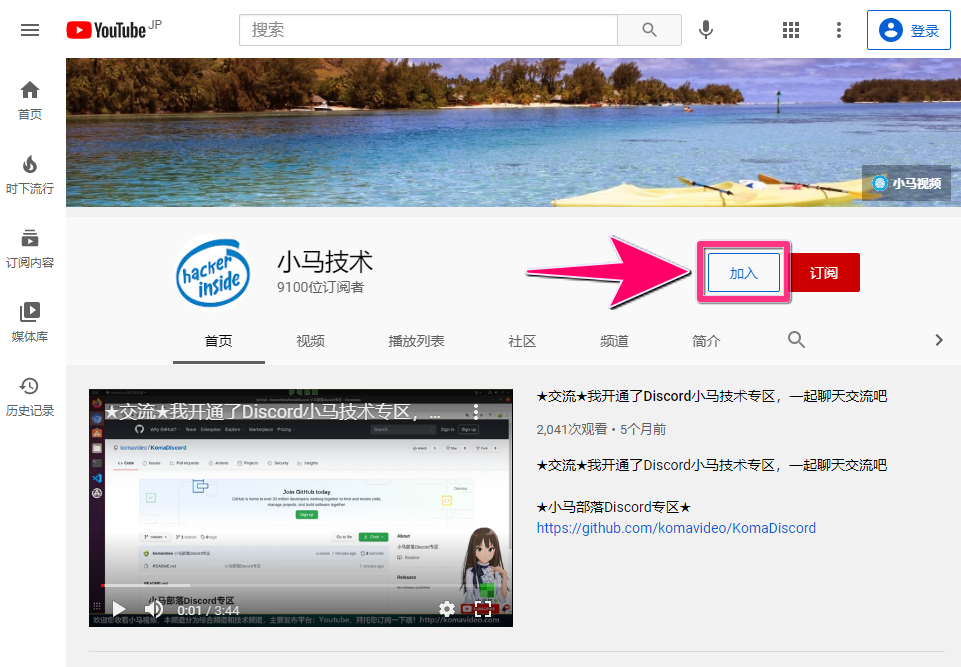 YouTube JP
搜索
登录
首页
时下流行
订阅内容
媒体库
历史记录
小马视频
hacker
inside
小马技术
9100位订阅者
加入
订阅
首页
视频
播放列表
社区
频道
简介
★交流★我开通了Discord小马技术专区，...
komavideo / KomaDiscord
Join GitHub today
小马部落Discord专区
0:01 / 3:44
欢迎您收看小马视频，本频道分为综合频道和技术频道，主要发布平台：Youtube，拜托您订阅一下哦！http://komavideo.com
★交流★我开通了Discord小马技术专区，一起聊天交流吧
2,041次观看 • 5个月前
★交流★我开通了Discord小马技术专区，一起聊天交流吧
★小马部落Discord专区★
https://github.com/komavideo/KomaDiscord